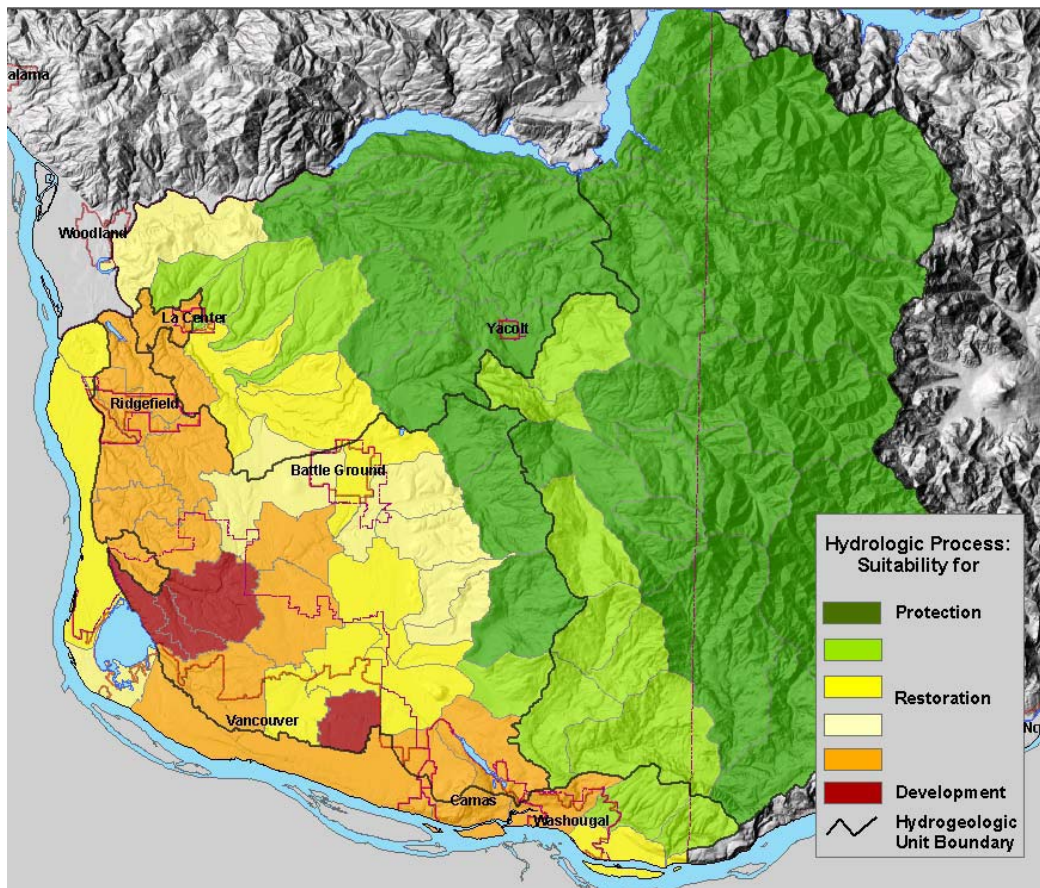 alama
Woodland
La Center
Yacolt
Ridgefield
Battle Ground
Vancouver
Camas
Washougal
Hydrologic Process:
Suitability for
Protection
Restoration
Development
Hydrogeologic
Unit Boundary